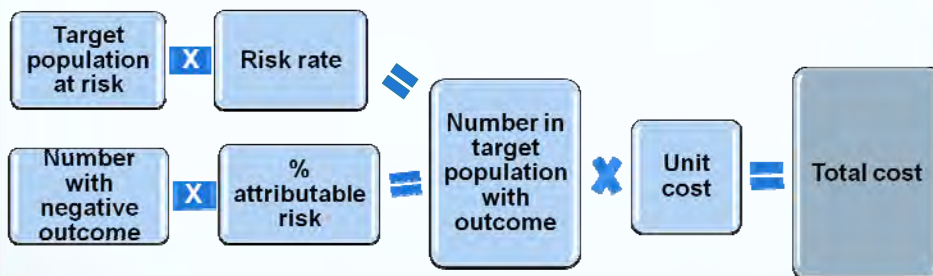 Target
population
at risk
X
Risk rate
=
Number
with
negative
outcome
X
%
attributable
risk
=
Number in
target
population
with
outcome
×
Unit
cost
=
Total cost